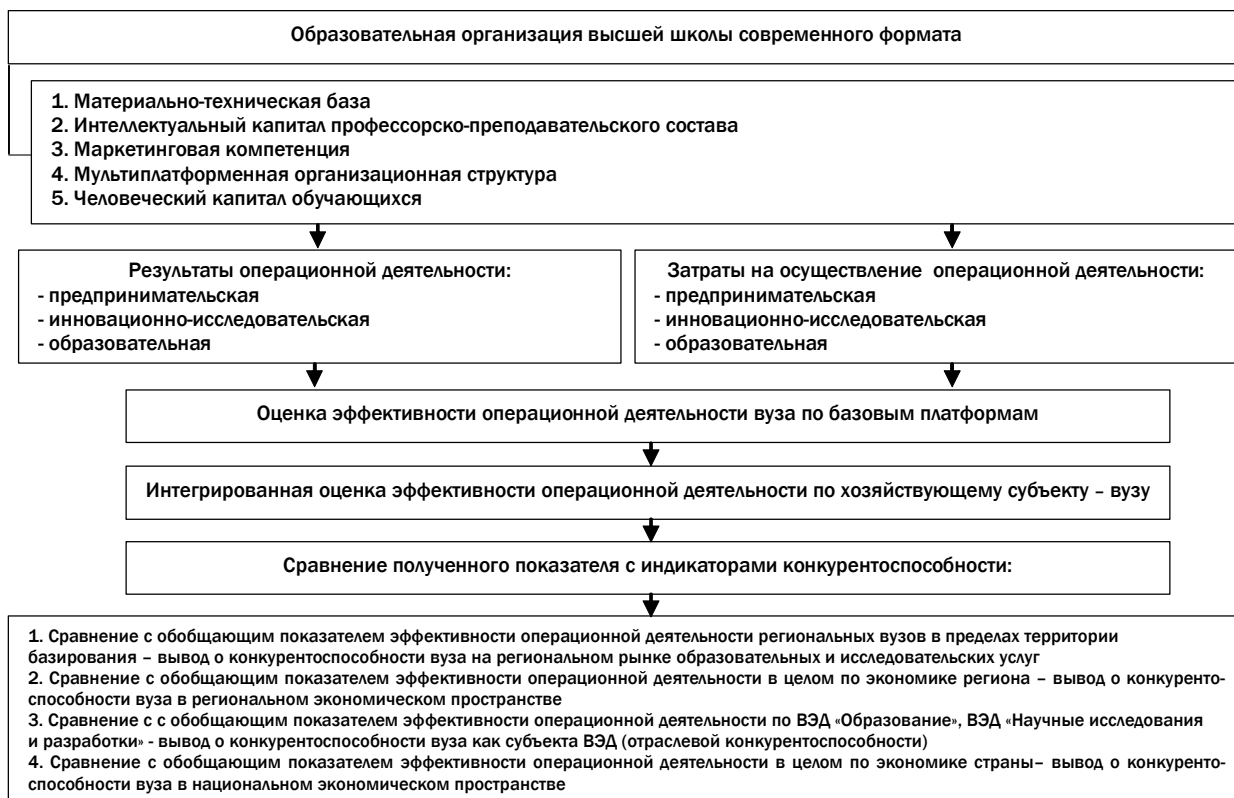 Образовательная организация высшей школы современного формата
1. Материально-техническая база
2. Интеллектуальный капитал профессорско-преподавательского состава
3. Маркетинговая компетенция
4. Мультиплатформенная организационная структура
5. Человеческий капитал обучающихся
Результаты операционной деятельности:
- предпринимательская
- инновационно-исследовательская
- образовательная
Затраты на осуществление операционной деятельности:
- предпринимательская
- инновационно-исследовательская
- образовательная
Оценка эффективности операционной деятельности вуза по базовым платформам
Интегрированная оценка эффективности операционной деятельности по хозяйствующему субъекту – вузу
Сравнение полученного показателя с индикаторами конкурентоспособности:
1. Сравнение с обобщающим показателем эффективности операционной деятельности региональных вузов в пределах территории
базирования – вывод о конкурентоспособности вуза на региональном рынке образовательных и исследовательских услуг
2. Сравнение с обобщающим показателем эффективности операционной деятельности в целом по экономике региона – вывод о конкуренто-
способности вуза в региональном экономическом пространстве
3. Сравнение с с обобщающим показателем эффективности операционной деятельности по ВЭД «Образование», ВЭД «Научные исследования
и разработки» - вывод о конкурентоспособности вуза как субъекта ВЭД (отраслевой конкурентоспособности)
4. Сравнение с обобщающим показателем эффективности операционной деятельности в целом по экономике страны– вывод о конкуренто-
способности вуза в национальном экономическом пространстве